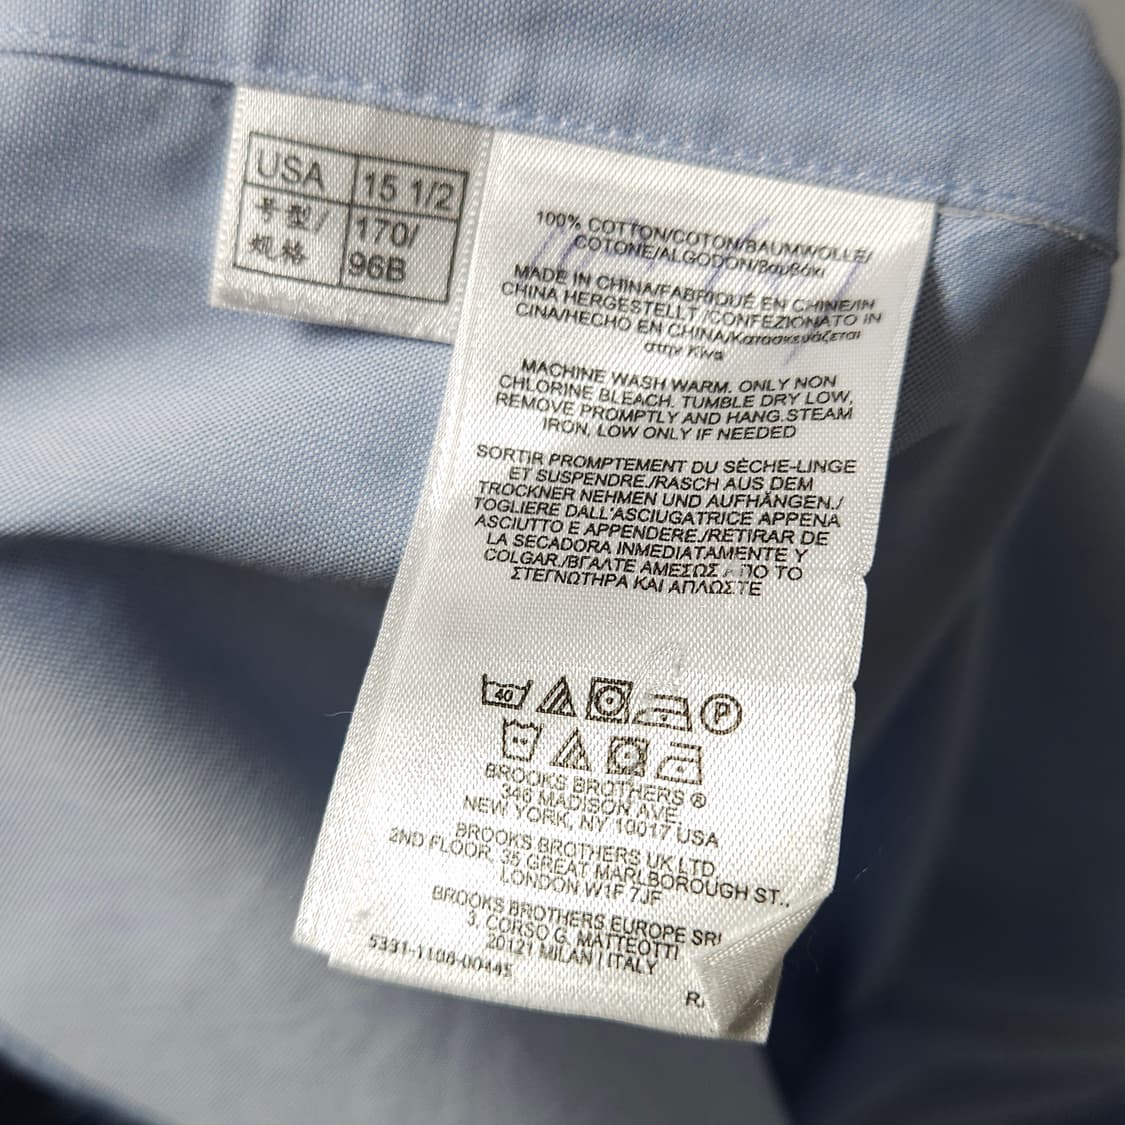 USA 15 1/2
号型/ 170/
规格 96B
100% COTTON/COTON/BAUMWOLLE/
COTONE/ALGODON/Βαμβάκι
MADE IN CHINA/FABRIQUÉ EN CHINE/IN
CHINA HERGESTELLT /CONFEZIONATO IN
CINA/HECHO EN CHINA/Κατασκευάζεται
στην Κίνα
MACHINE WASH WARM. ONLY NON
CHLORINE BLEACH. TUMBLE DRY LOW,
REMOVE PROMPTLY AND HANG.STEAM
IRON, LOW ONLY IF NEEDED
SORTIR PROMPTEMENT DU SÈCHE-LINGE
ET SUSPENDRE./RASCH AUS DEM
TROCKNER NEHMEN UND AUFHÄNGEN./
TOGLIERE DALL'ASCIUGATRICE APPENA
ASCIUTTO E APPENDERE./RETIRAR DE
LA SECADORA INMEDIATAMENTE Y
COLGAR./ΒΓΑΛΤΕ ΑΜΕΣΩΣ ΑΠΟ ΤΟ
ΣΤΕΓΝΩΤΗΡΑ ΚΑΙ ΑΠΛΩΣΤΕ
40 P
BROOKS BROTHERS ®
346 MADISON AVE.
NEW YORK, NY 10017 USA
BROOKS BROTHERS UK LTD.
2ND FLOOR, 35 GREAT MARLBOROUGH ST.,
LONDON W1F 7JF
BROOKS BROTHERS EUROPE SRl
3, CORSO G. MATTEOTTI
20121 MILAN | ITALY
5331-1108-00445